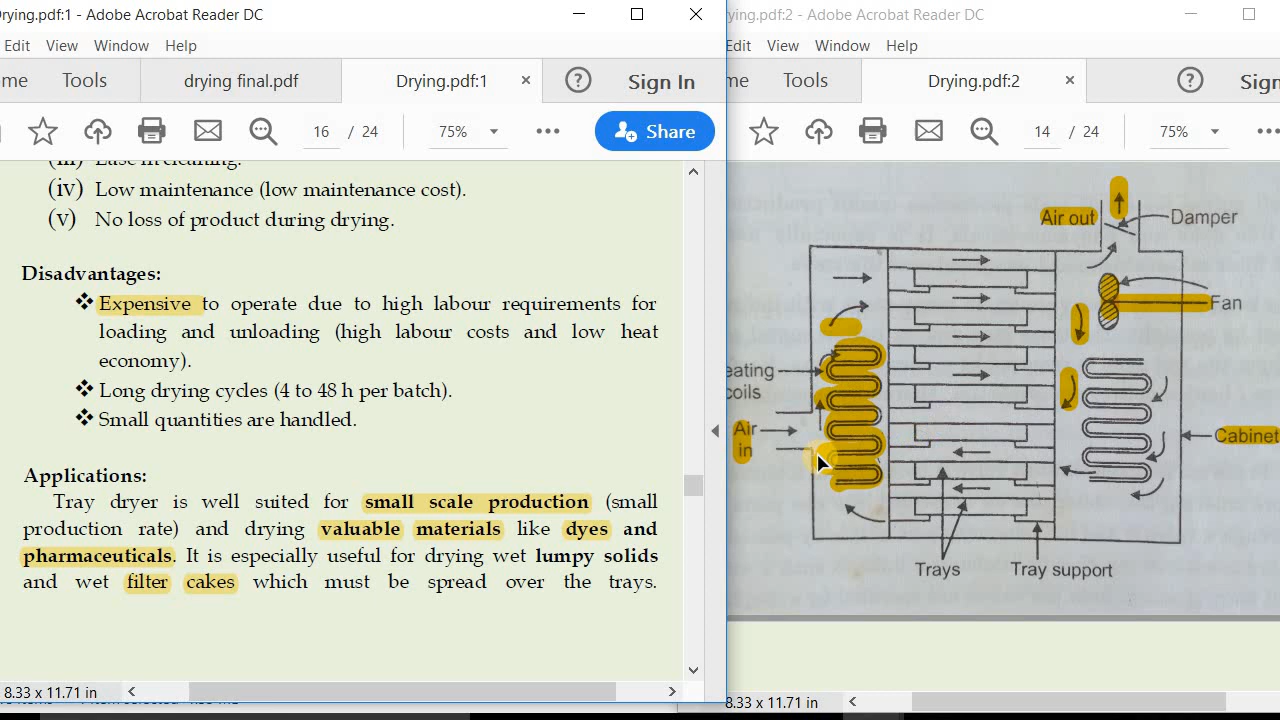 Drying.pdf:1 - Adobe Acrobat Reader DC
Edit View Window Help
Tools drying final.pdf Drying.pdf:1 × ? Sign In
16 / 24 75% Share
Low maintenance (low maintenance cost).
(iv)
(v) No loss of product during drying.
Disadvantages:
❖ Expensive to operate due to high labour requirements for
loading and unloading (high labour costs and low heat
economy).
❖ Long drying cycles (4 to 48 h per batch).
❖ Small quantities are handled.
Applications:
Tray dryer is well suited for small scale production (small
production rate) and drying valuable materials like dyes and
pharmaceuticals. It is especially useful for drying wet lumpy solids
and wet filter cakes which must be spread over the trays.
8.33 x 11.71 in
ying.pdf:2 - Adobe Acrobat Reader DC
Edit View Window Help
me Tools Drying.pdf:2 × ? Sign
14 / 24 75%
Air out
Damper
Fan
eating
coils
Air
in
Cabinet
Trays
Tray support
8.33 x 11.71 in